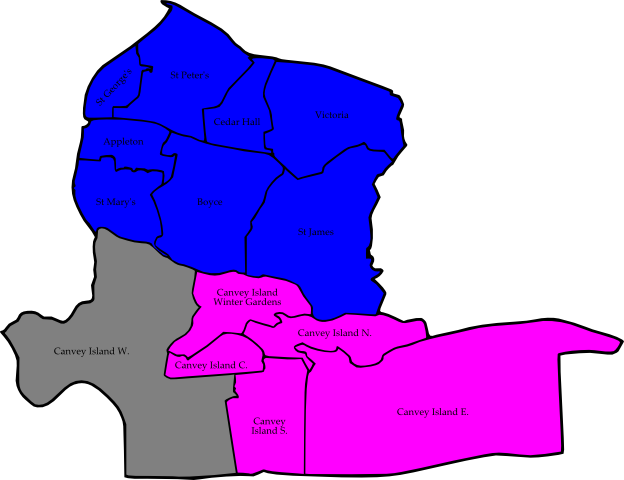 St George's
St Peter's
Cedar Hall
Victoria
Appleton
St Mary's
Boyce
St James
Canvey Island
Winter Gardens
Canvey Island N.
Canvey Island W.
Canvey Island C.
Canvey Island E.
Canvey
Island S.